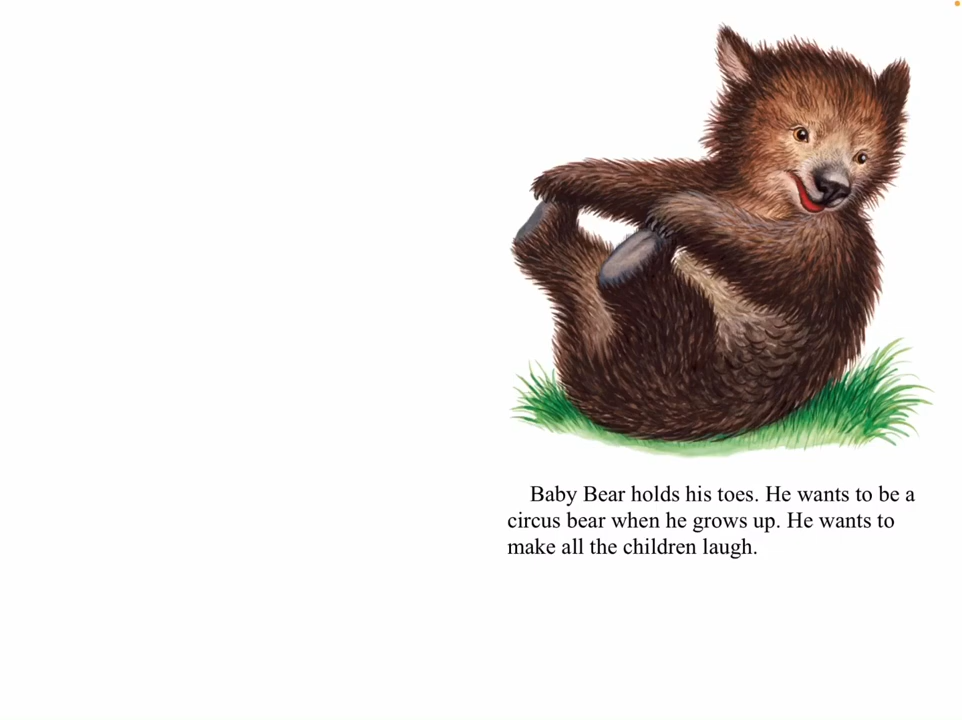 Baby Bear holds his toes. He wants to be a
circus bear when he grows up. He wants to
make all the children laugh.